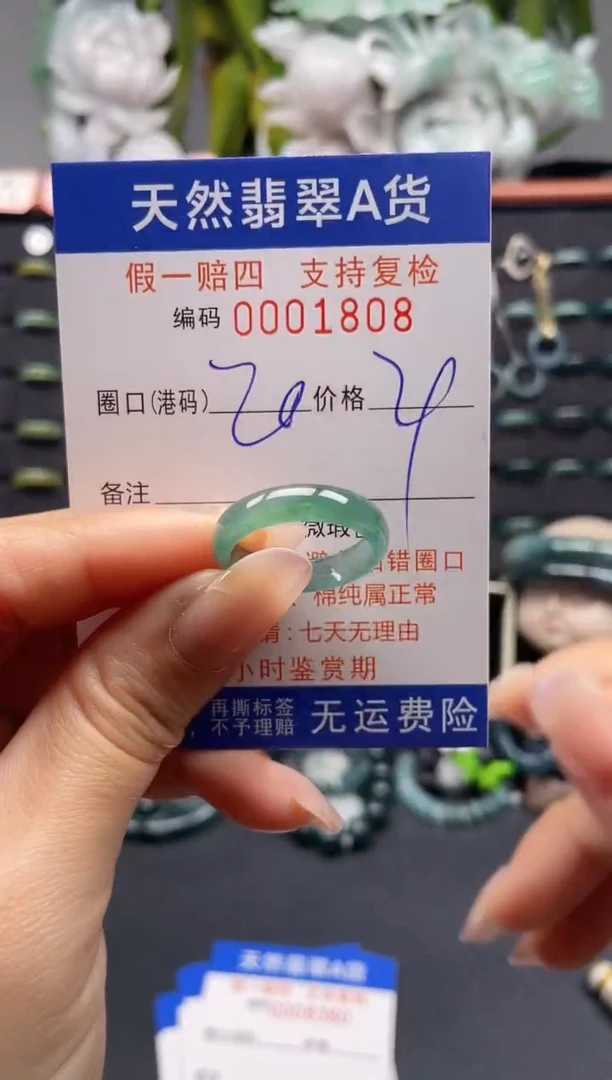 天然翡翠A货
假一赔四 支持复检
编码 0001808
圈口(港码) 20 价格
备注
微瑕
错圈口
棉纯属正常
：七天无理由
小时鉴赏期
再撕标签
不予理赔
无运费险
天然翡翠A货